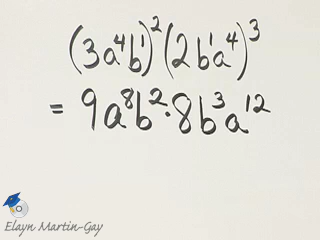 (3a⁴b¹)²(2b¹a⁴)³
= 9a⁸b²·8b³a¹²
Elayn Martin-Gay